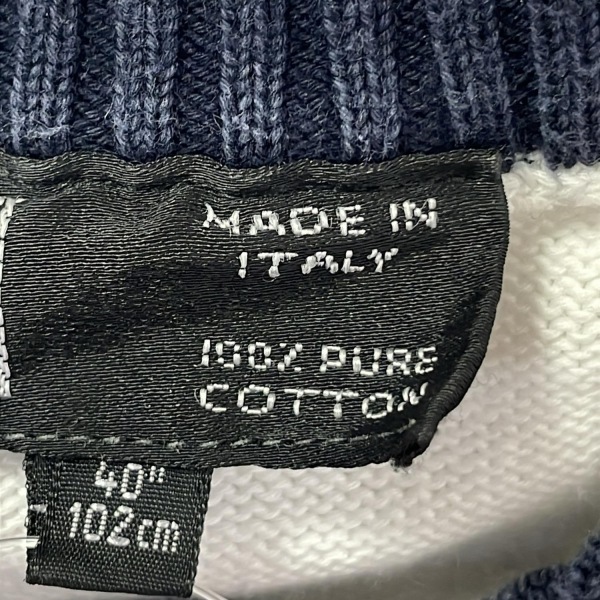 MADE IN
ITALY
100% PURE
COTTON
40"
102cm